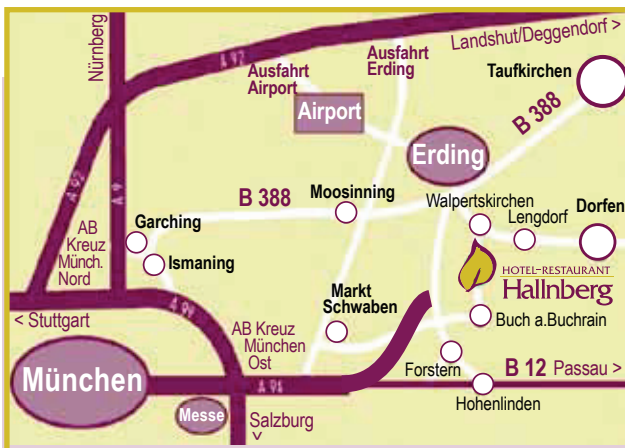 Landshut/Deggendorf >
Nürnberg
A 92
Ausfahrt
Airport
Ausfahrt
Erding
Taufkirchen
Airport
B 388
Erding
A 92
A 9
B 388
Moosinning
Walpertskirchen
Lengdorf
Dorfen
Garching
Ismaning
AB
Kreuz
Münch.
Nord
HOTEL-RESTAURANT
Hallnberg
< Stuttgart
A 99
AB Kreuz
München
Ost
Markt
Schwaben
Buch a.Buchrain
München
A 94
Forstern
B 12 Passau >
Messe
Salzburg
>
Hohenlinden